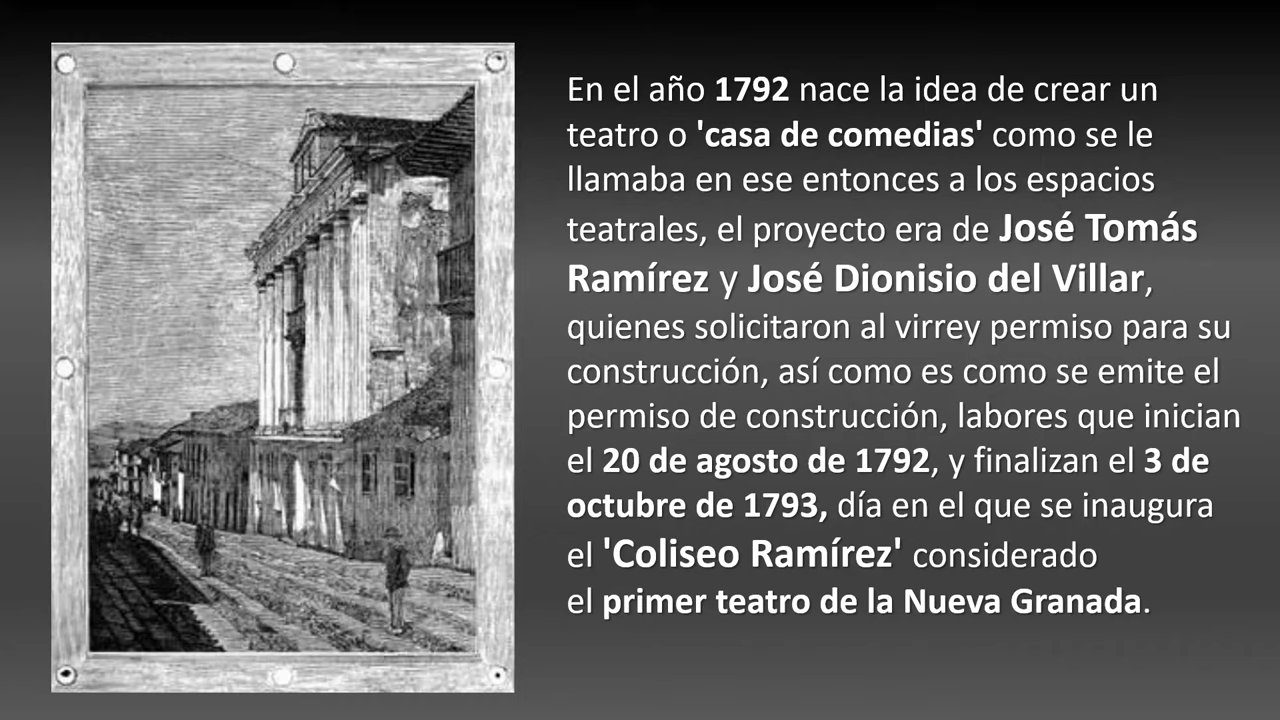 En el año 1792 nace la idea de crear un
teatro o 'casa de comedias' como se le
llamaba en ese entonces a los espacios
teatrales, el proyecto era de José Tomás
Ramírez y José Dionisio del Villar,
quienes solicitaron al virrey permiso para su
construcción, así como es como se emite el
permiso de construcción, labores que inician
el 20 de agosto de 1792, y finalizan el 3 de
octubre de 1793, día en el que se inaugura
el 'Coliseo Ramírez' considerado
el primer teatro de la Nueva Granada.